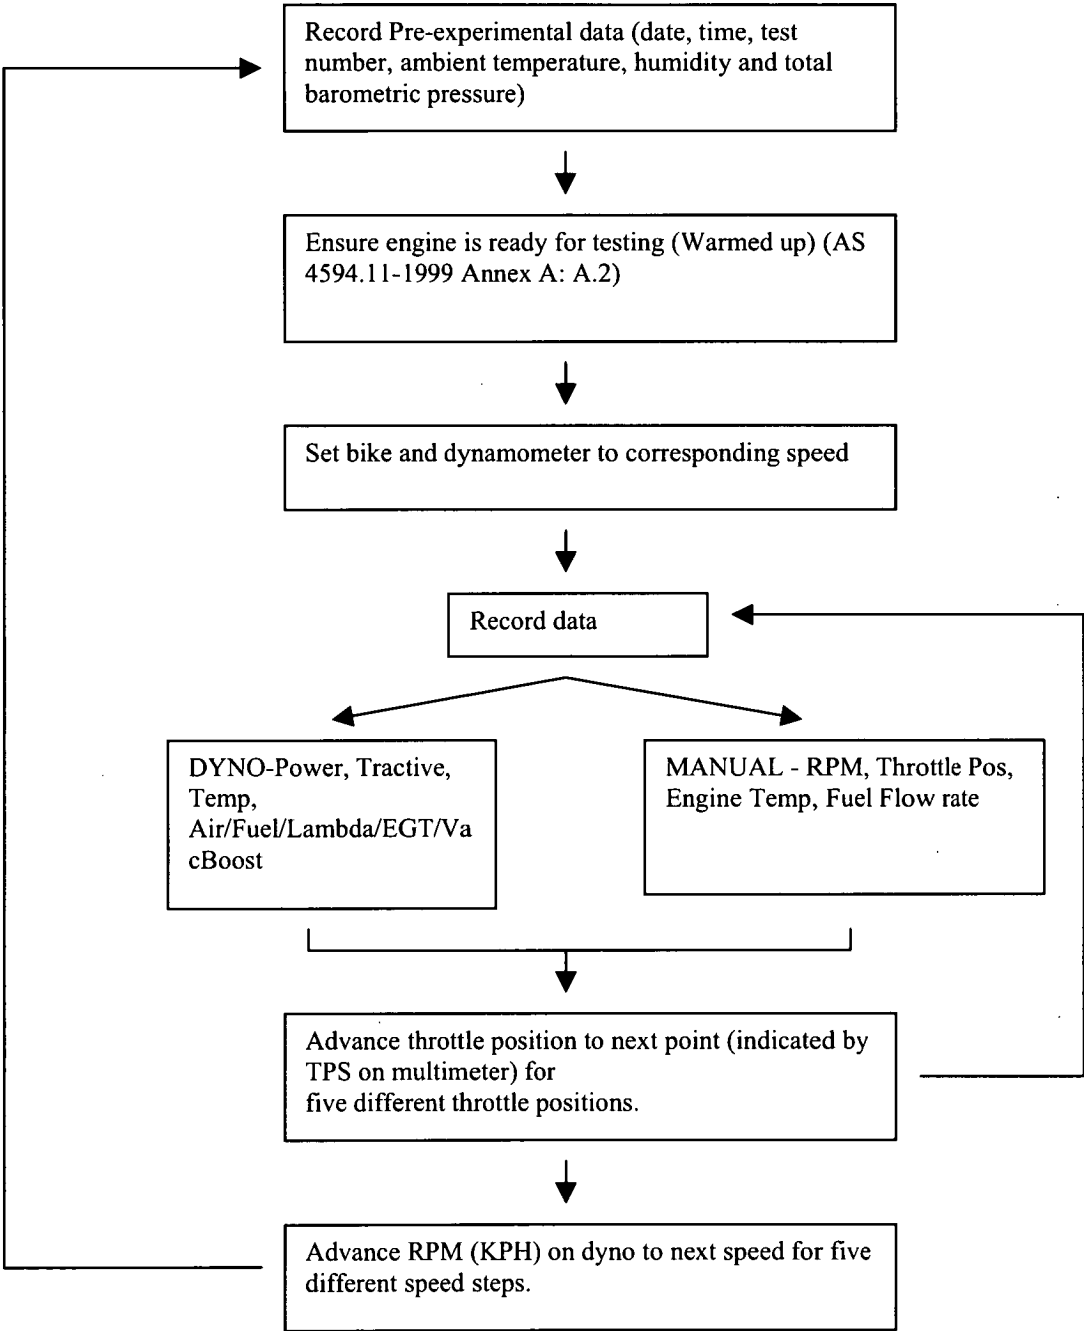 Record Pre-experimental data (date, time, test
number, ambient temperature, humidity and total
barometric pressure)
Ensure engine is ready for testing (Warmed up) (AS
4594.11-1999 Annex A: A.2)
Set bike and dynamometer to corresponding speed
Record data
DYNO-Power, Tractive,
Temp,
Air/Fuel/Lambda/EGT/Va
cBoost
MANUAL - RPM, Throttle Pos,
Engine Temp, Fuel Flow rate
Advance throttle position to next point (indicated by
TPS on multimeter) for
five different throttle positions.
Advance RPM (KPH) on dyno to next speed for five
different speed steps.